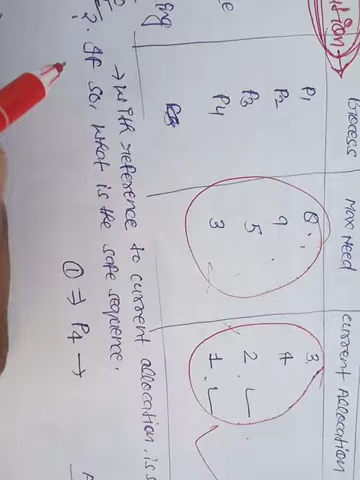 ution →
Process Max Need Current Allocation
P1 8 3
P2 9 4
P3 5 2
P4 3 1
→ with reference to current allocation. is s
? If so, what is the safe sequence.
① ⇒ P4 →